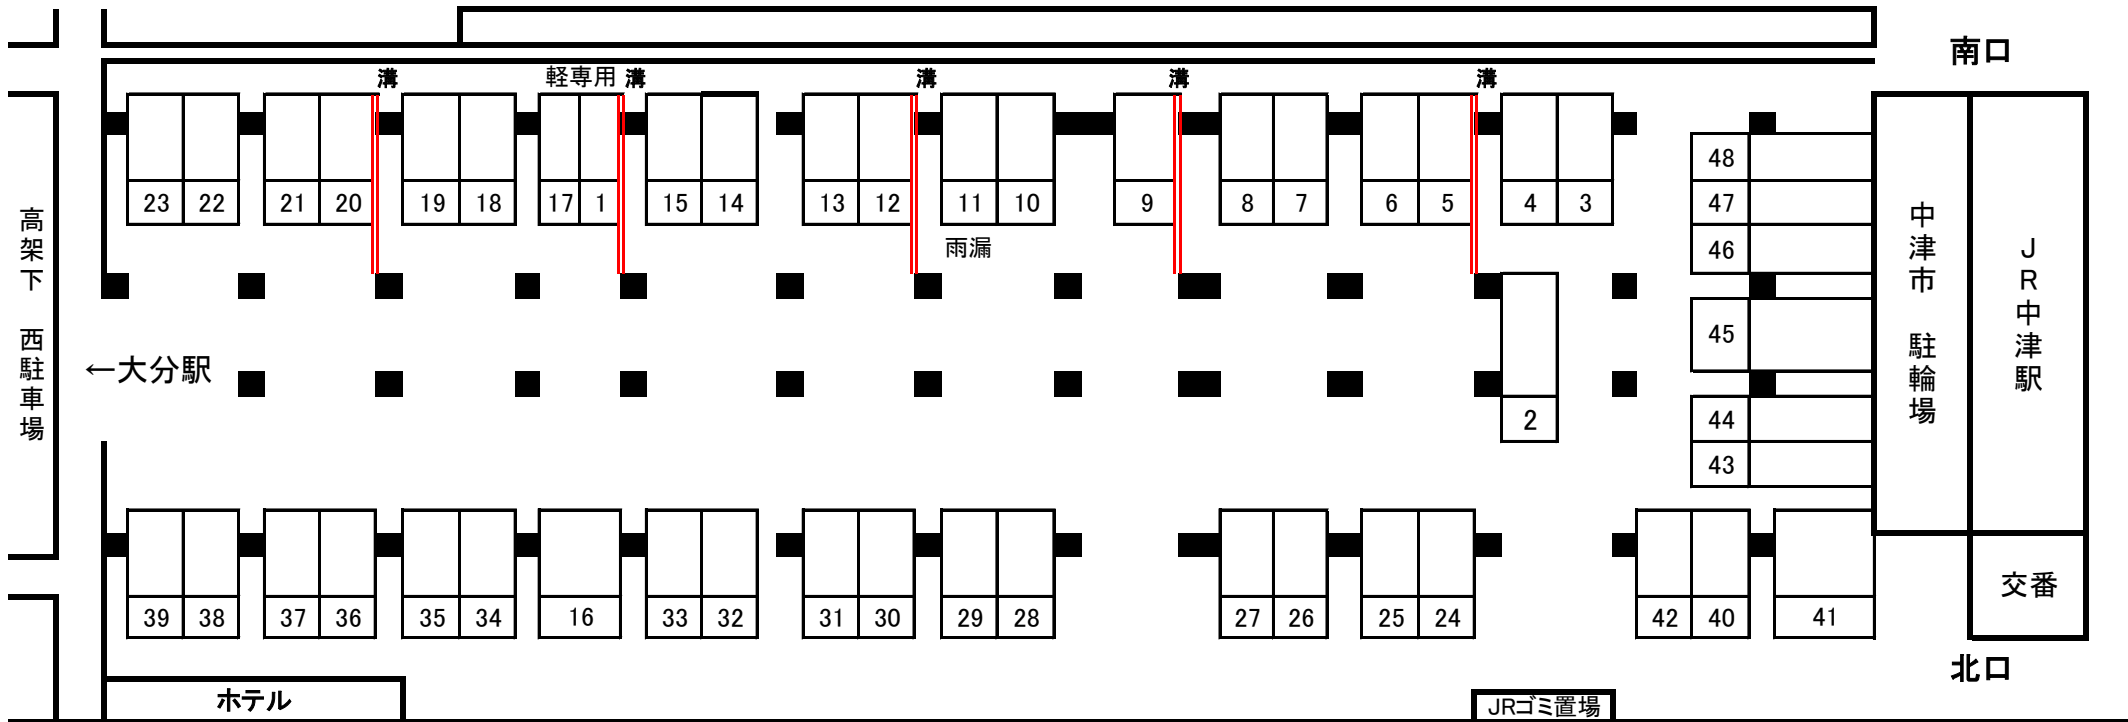 南口
軽専用 溝
溝
溝
溝
溝
23 22 21 20 19 18 17 1 15 14 13 12 11 10 9 8 7 6 5 4 3
雨漏
48
47
46
45
44
43
2
高架下 西駐車場
←大分駅
中津市 駐輪場
JR中津駅
39 38 37 36 35 34 16 33 32 31 30 29 28 27 26 25 24 42 40 41
交番
北口
ホテル
JRゴミ置場